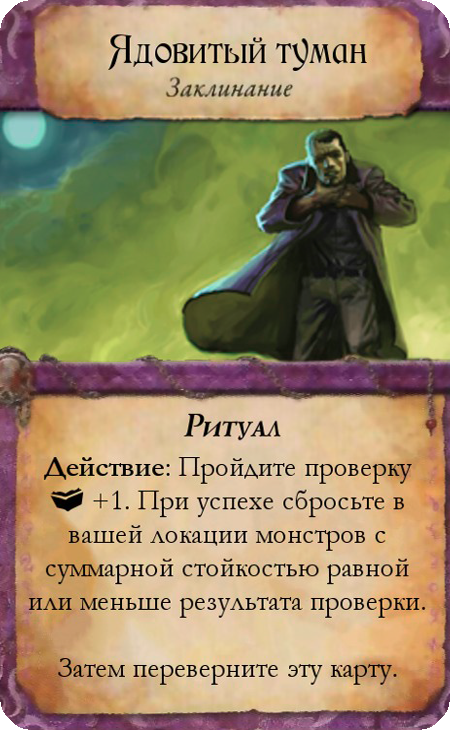 Ядовитый туман
Заклинание
Ритуал
Действие: Пройдите проверку
+1. При успехе сбросьте в
вашей локации монстров с
суммарной стойкостью равной
или меньше результата проверки.
Затем переверните эту карту.